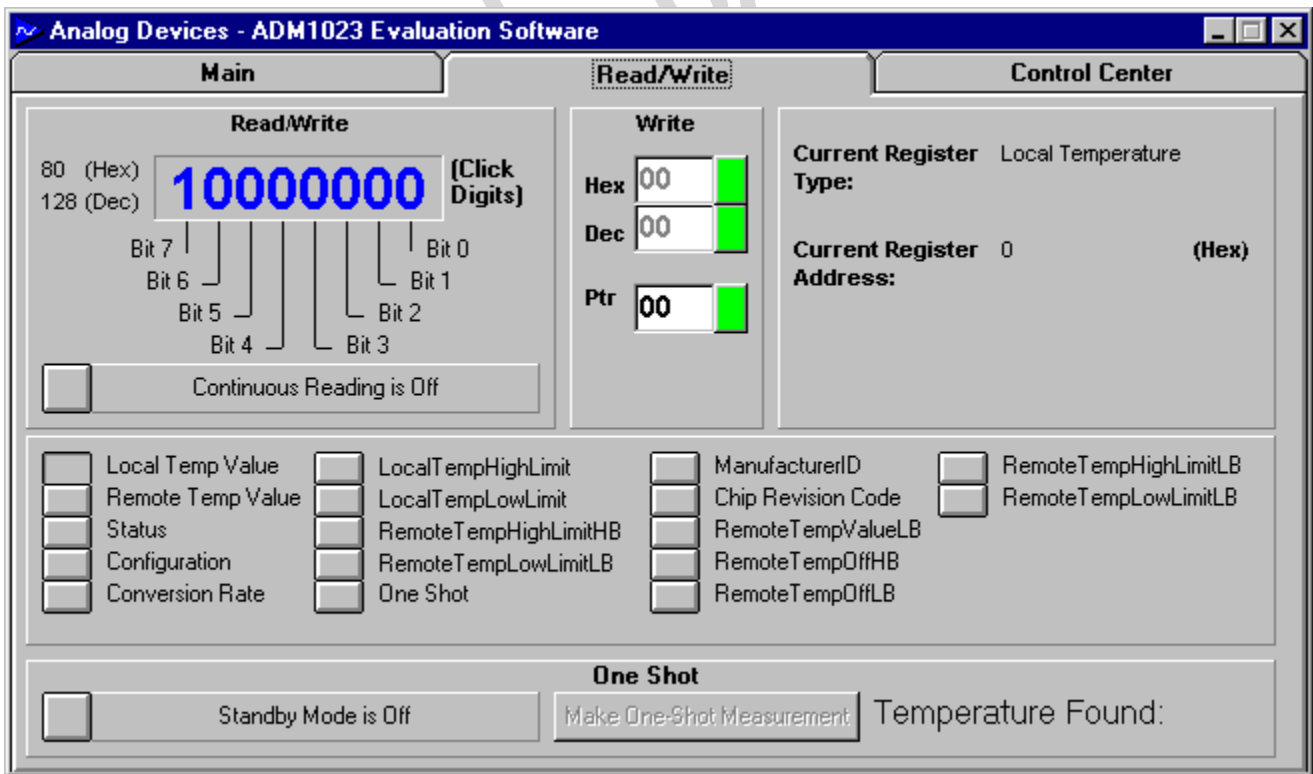 Analog Devices - ADM1023 Evaluation Software
Main
Read/Write
Control Center
Read/Write
80 (Hex)
128 (Dec)
10000000
(Click
Digits)
Bit 7
Bit 0
Bit 6
Bit 1
Bit 5
Bit 2
Bit 4
Bit 3
Continuous Reading is Off
Write
Hex 00
Dec 00
Ptr 00
Current Register Local Temperature
Type:
Current Register 0 (Hex)
Address:
Local Temp Value
Remote Temp Value
Status
Configuration
Conversion Rate
LocalTempHighLimit
LocalTempLowLimit
RemoteTempHighLimitHB
RemoteTempLowLimitLB
One Shot
ManufacturerID
Chip Revision Code
RemoteTempValueLB
RemoteTempOffHB
RemoteTempOffLB
RemoteTempHighLimitLB
RemoteTempLowLimitLB
One Shot
Standby Mode is Off
Make One-Shot Measurement
Temperature Found: